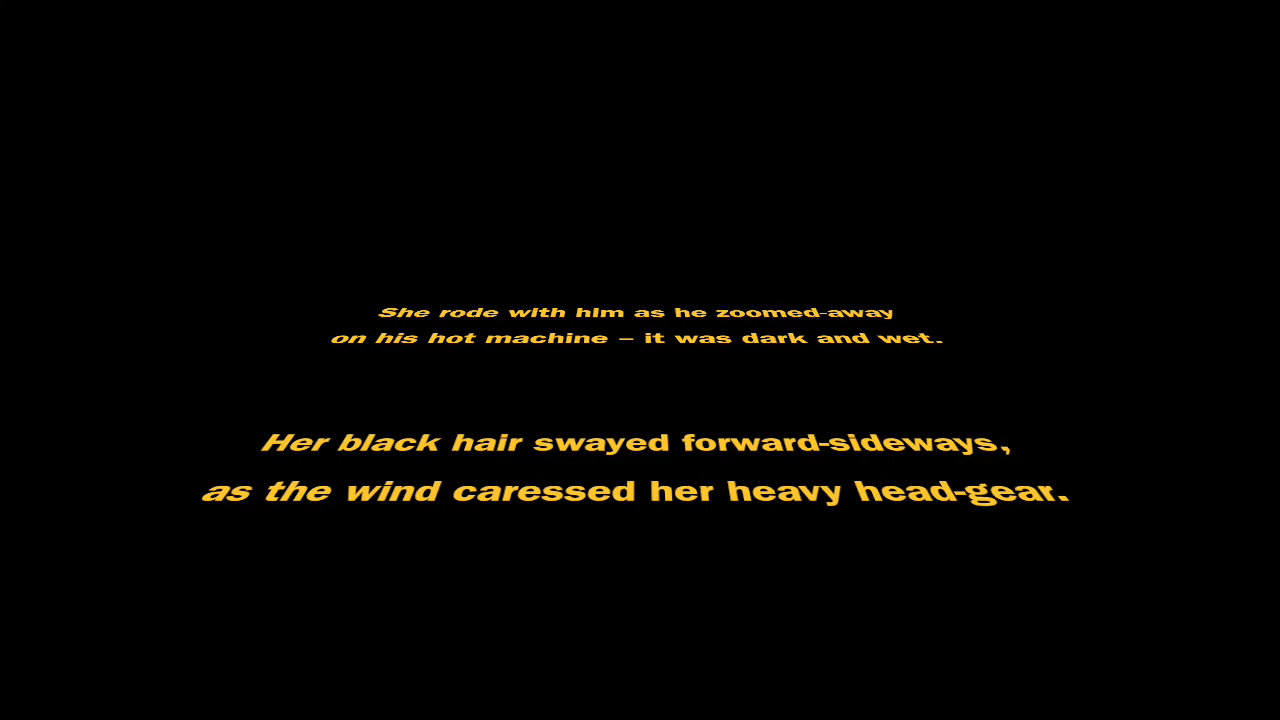 She rode with him as he zoomed-away
on his hot machine – it was dark and wet.
Her black hair swayed forward-sideways,
as the wind caressed her heavy head-gear.